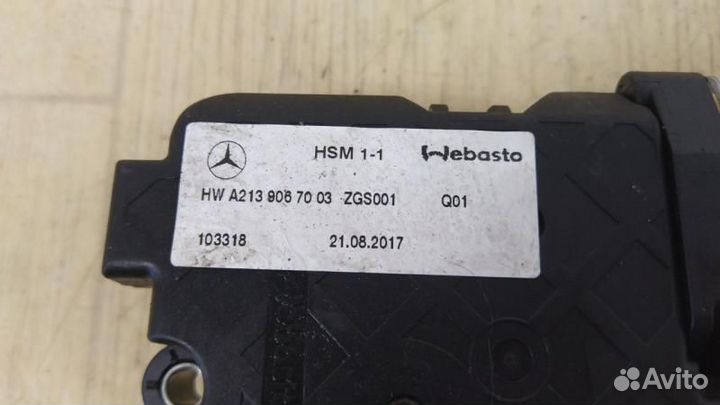 HSM 1-1 Webasto
HW A213 906 70 03 ZGS001 Q01
103318 21.08.2017
Avito